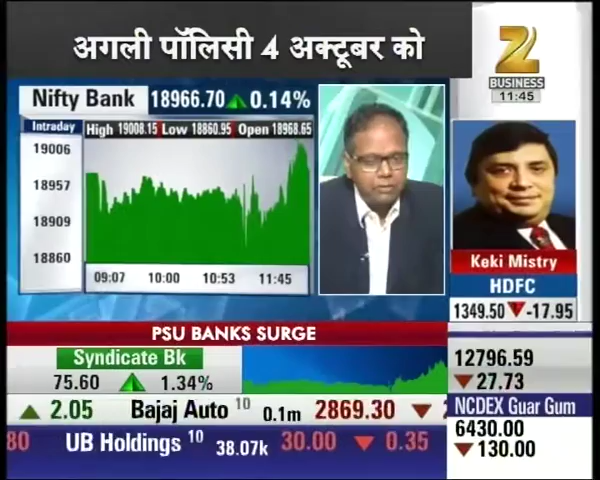 अगली पॉलिसी 4 अक्टूबर को
Z
BUSINESS
11:45
Nifty Bank 18966.70 0.14%
Intraday High 19008.15 Low 18860.95 Open 18968.65
19006
18957
18909
18860
09:07 10:00 10:53 11:45
Keki Mistry
HDFC
1349.50 -17.95
PSU BANKS SURGE
Syndicate Bk
75.60 1.34%
12796.59
27.73
2.05 Bajaj Auto 10 0.1m 2869.30
NCDEX Guar Gum
6430.00
130.00
80 UB Holdings 10 38.07k 30.00 0.35